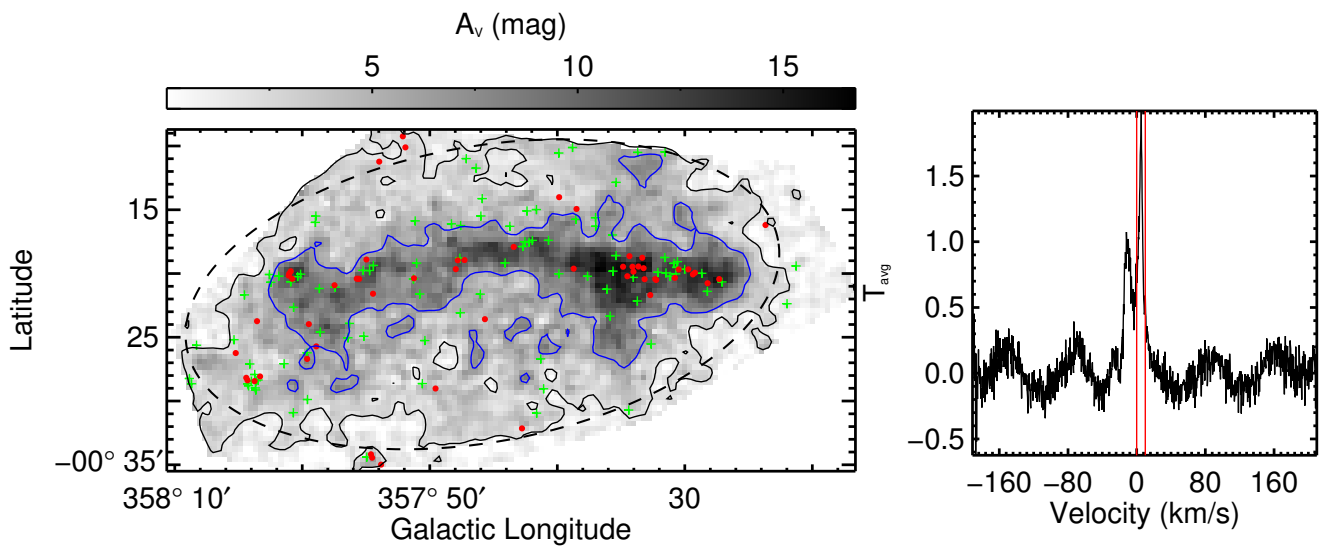 Aᵥ (mag)
5 10 15
15
25
−00° 35′
Latitude
358° 10′ 357° 50′ 30
Galactic Longitude
1.5
1.0
0.5
0.0
−0.5
T_avg
−160 −80 0 80 160
Velocity (km/s)